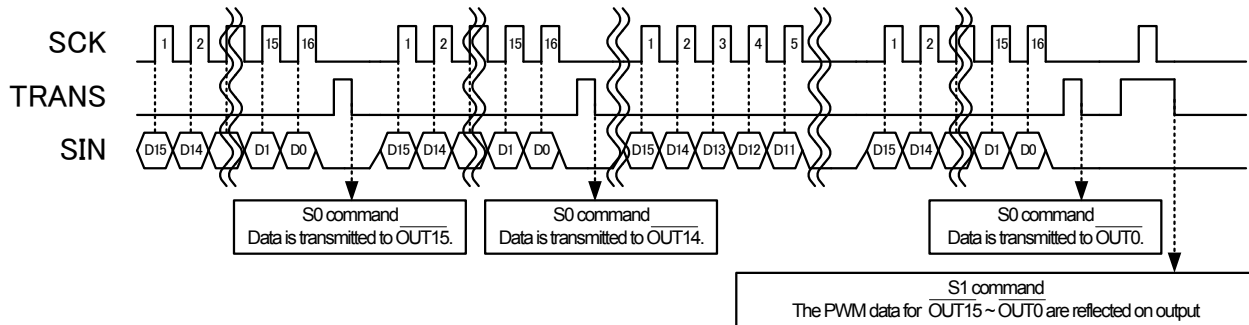 SCK 1 2 15 16 1 2 15 16 1 2 3 4 5 1 2 15 16
TRANS
SIN D15 D14 D1 D0 D15 D14 D1 D0 D15 D14 D13 D12 D11 D15 D14 D1 D0
S0 command
Data is transmitted to OUT15.
S0 command
Data is transmitted to OUT14.
S0 command
Data is transmitted to OUT0.
S1 command
The PWM data for OUT15 ~ OUT0 are reflected on output